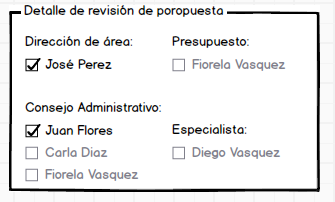 Detalle de revisión de poropuesta
Dirección de área:
José Perez
Presupuesto:
Fiorela Vasquez
Consejo Administrativo:
Juan Flores
Carla Diaz
Fiorela Vasquez
Especialista:
Diego Vasquez